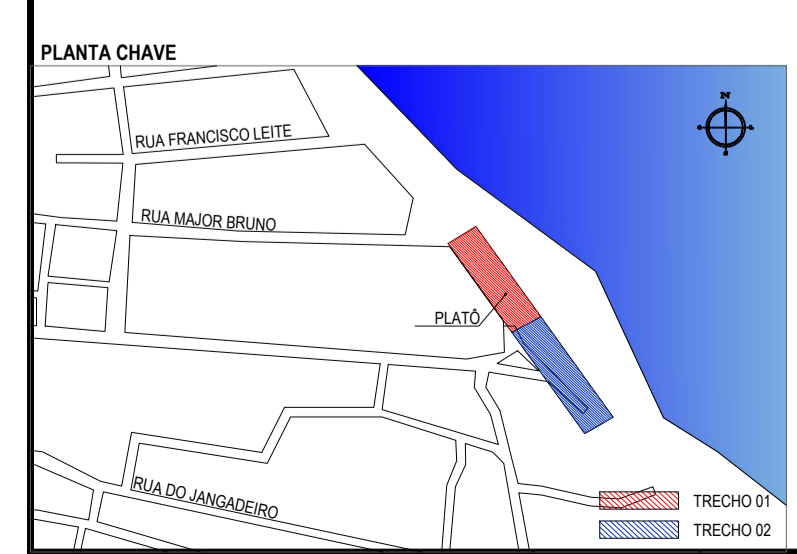 PLANTA CHAVE
N
RUA FRANCISCO LEITE
RUA MAJOR BRUNO
PLATÔ
RUA DO JANGADEIRO
TRECHO 01
TRECHO 02